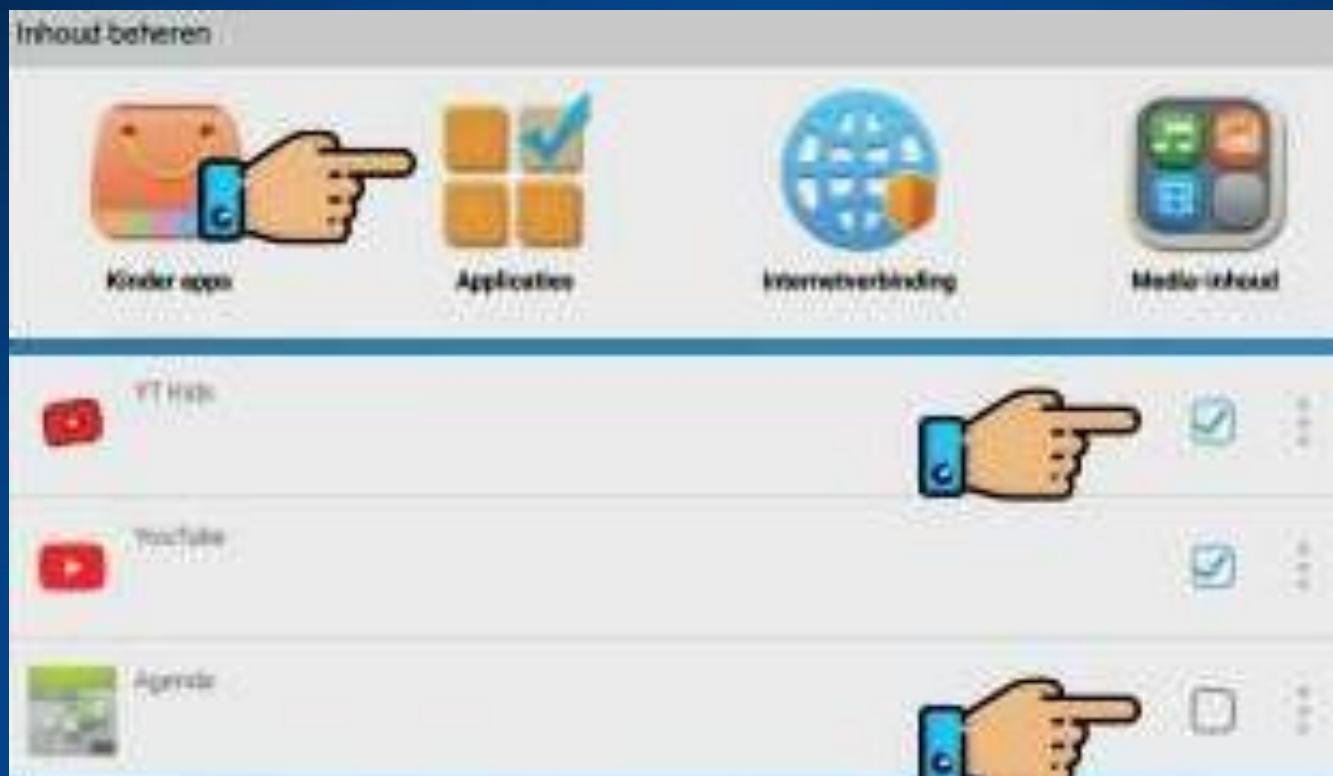 Inhoud beheren
Kinder apps
Applicaties
Internetverbinding
Media-inhoud
YT Kids
YouTube
Agenda